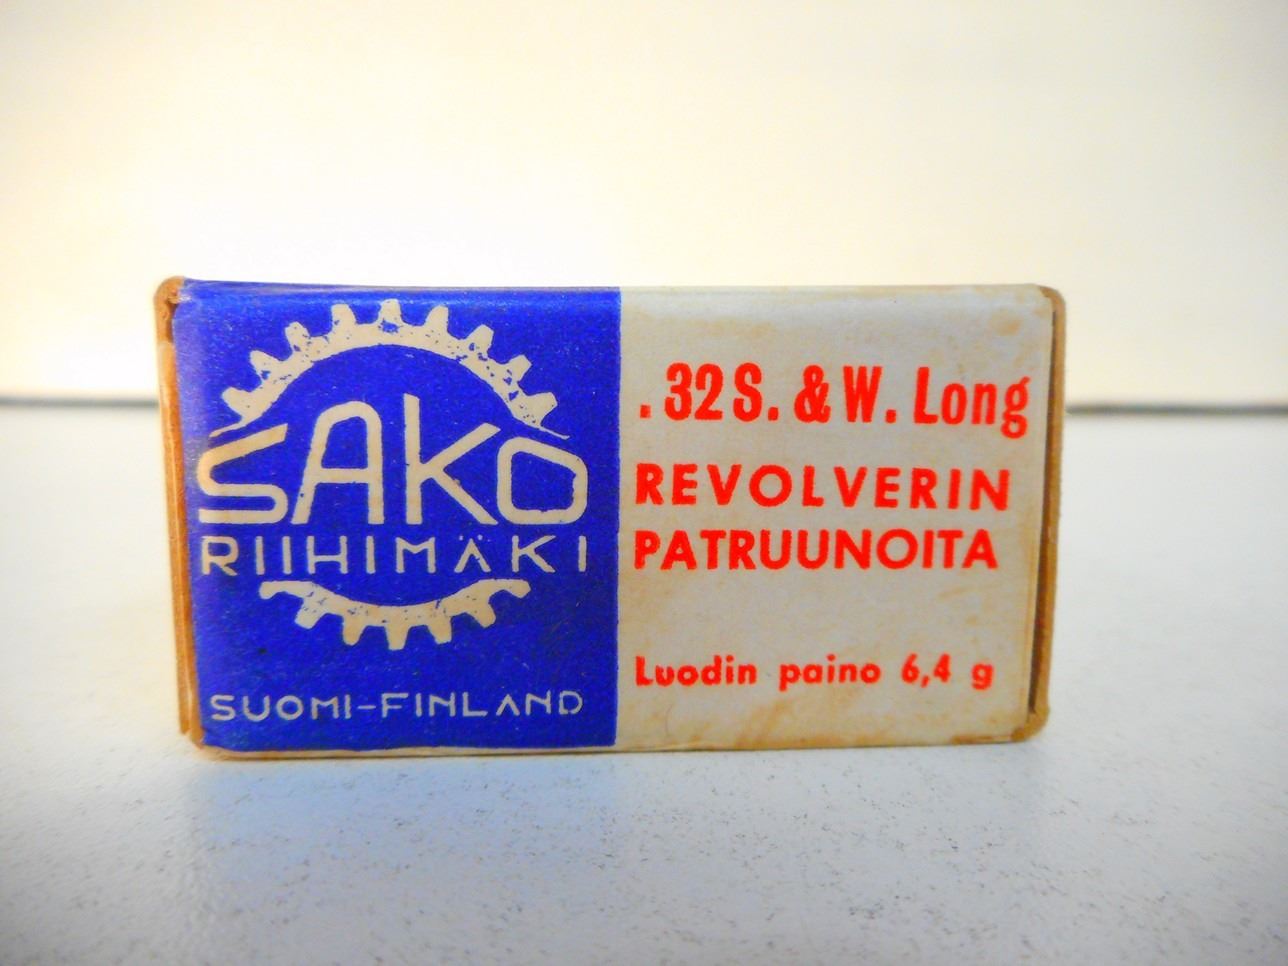 SAKO
RIIHIMÄKI
SUOMI-FINLAND
.32 S. & W. Long
REVOLVERIN
PATRUUNOITA
Luodin paino 6,4 g